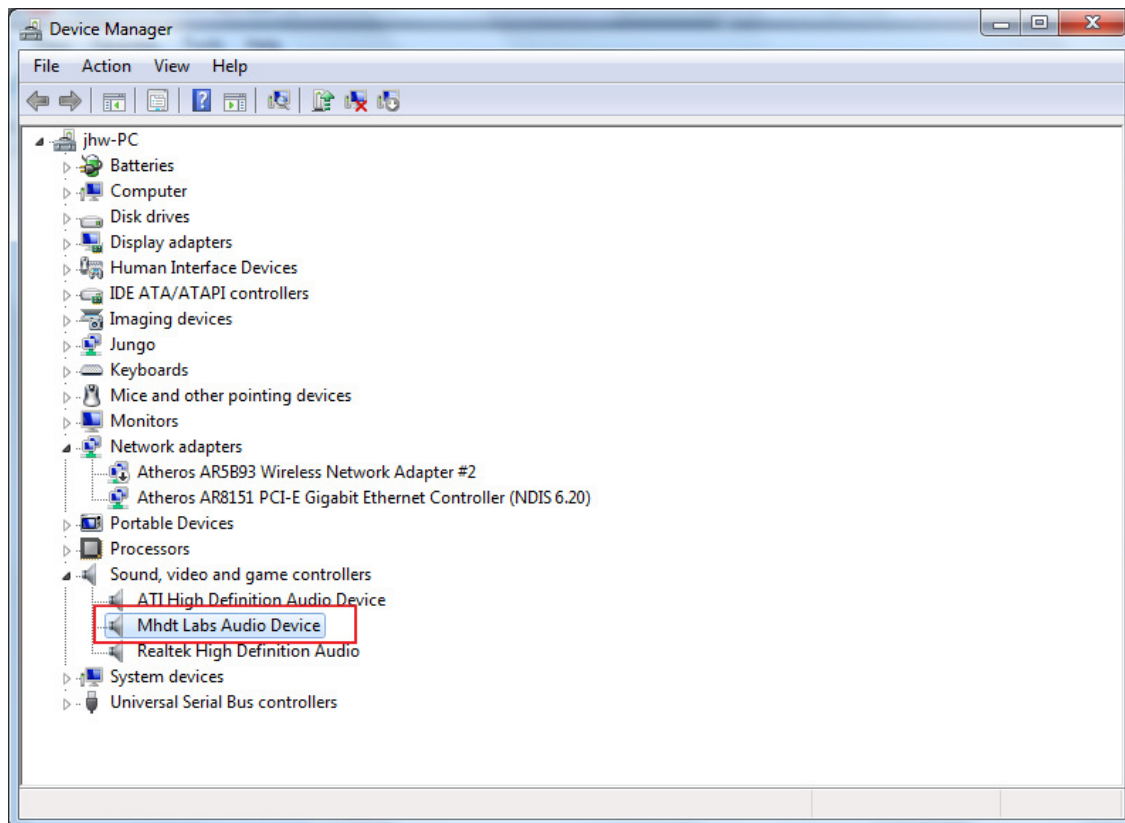 Device Manager
File Action View Help
jhw-PC
Batteries
Computer
Disk drives
Display adapters
Human Interface Devices
IDE ATA/ATAPI controllers
Imaging devices
Jungo
Keyboards
Mice and other pointing devices
Monitors
Network adapters
Atheros AR5B93 Wireless Network Adapter #2
Atheros AR8151 PCI-E Gigabit Ethernet Controller (NDIS 6.20)
Portable Devices
Processors
Sound, video and game controllers
ATI High Definition Audio Device
Mhdt Labs Audio Device
Realtek High Definition Audio
System devices
Universal Serial Bus controllers